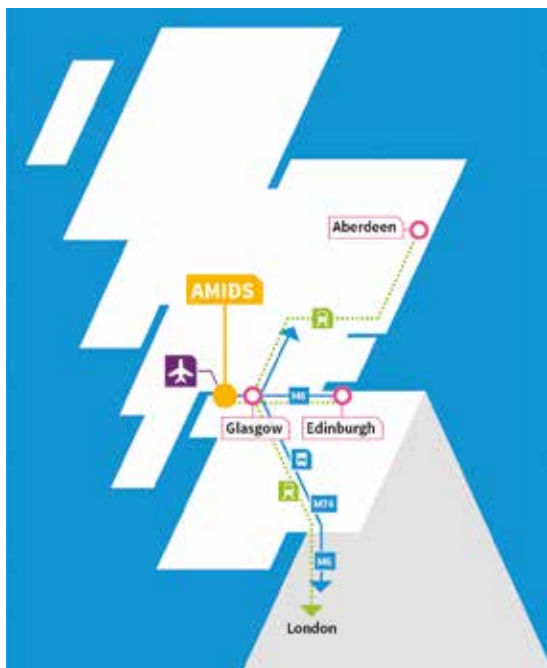 Aberdeen
AMIDS
M8
Glasgow
Edinburgh
M74
M6
London